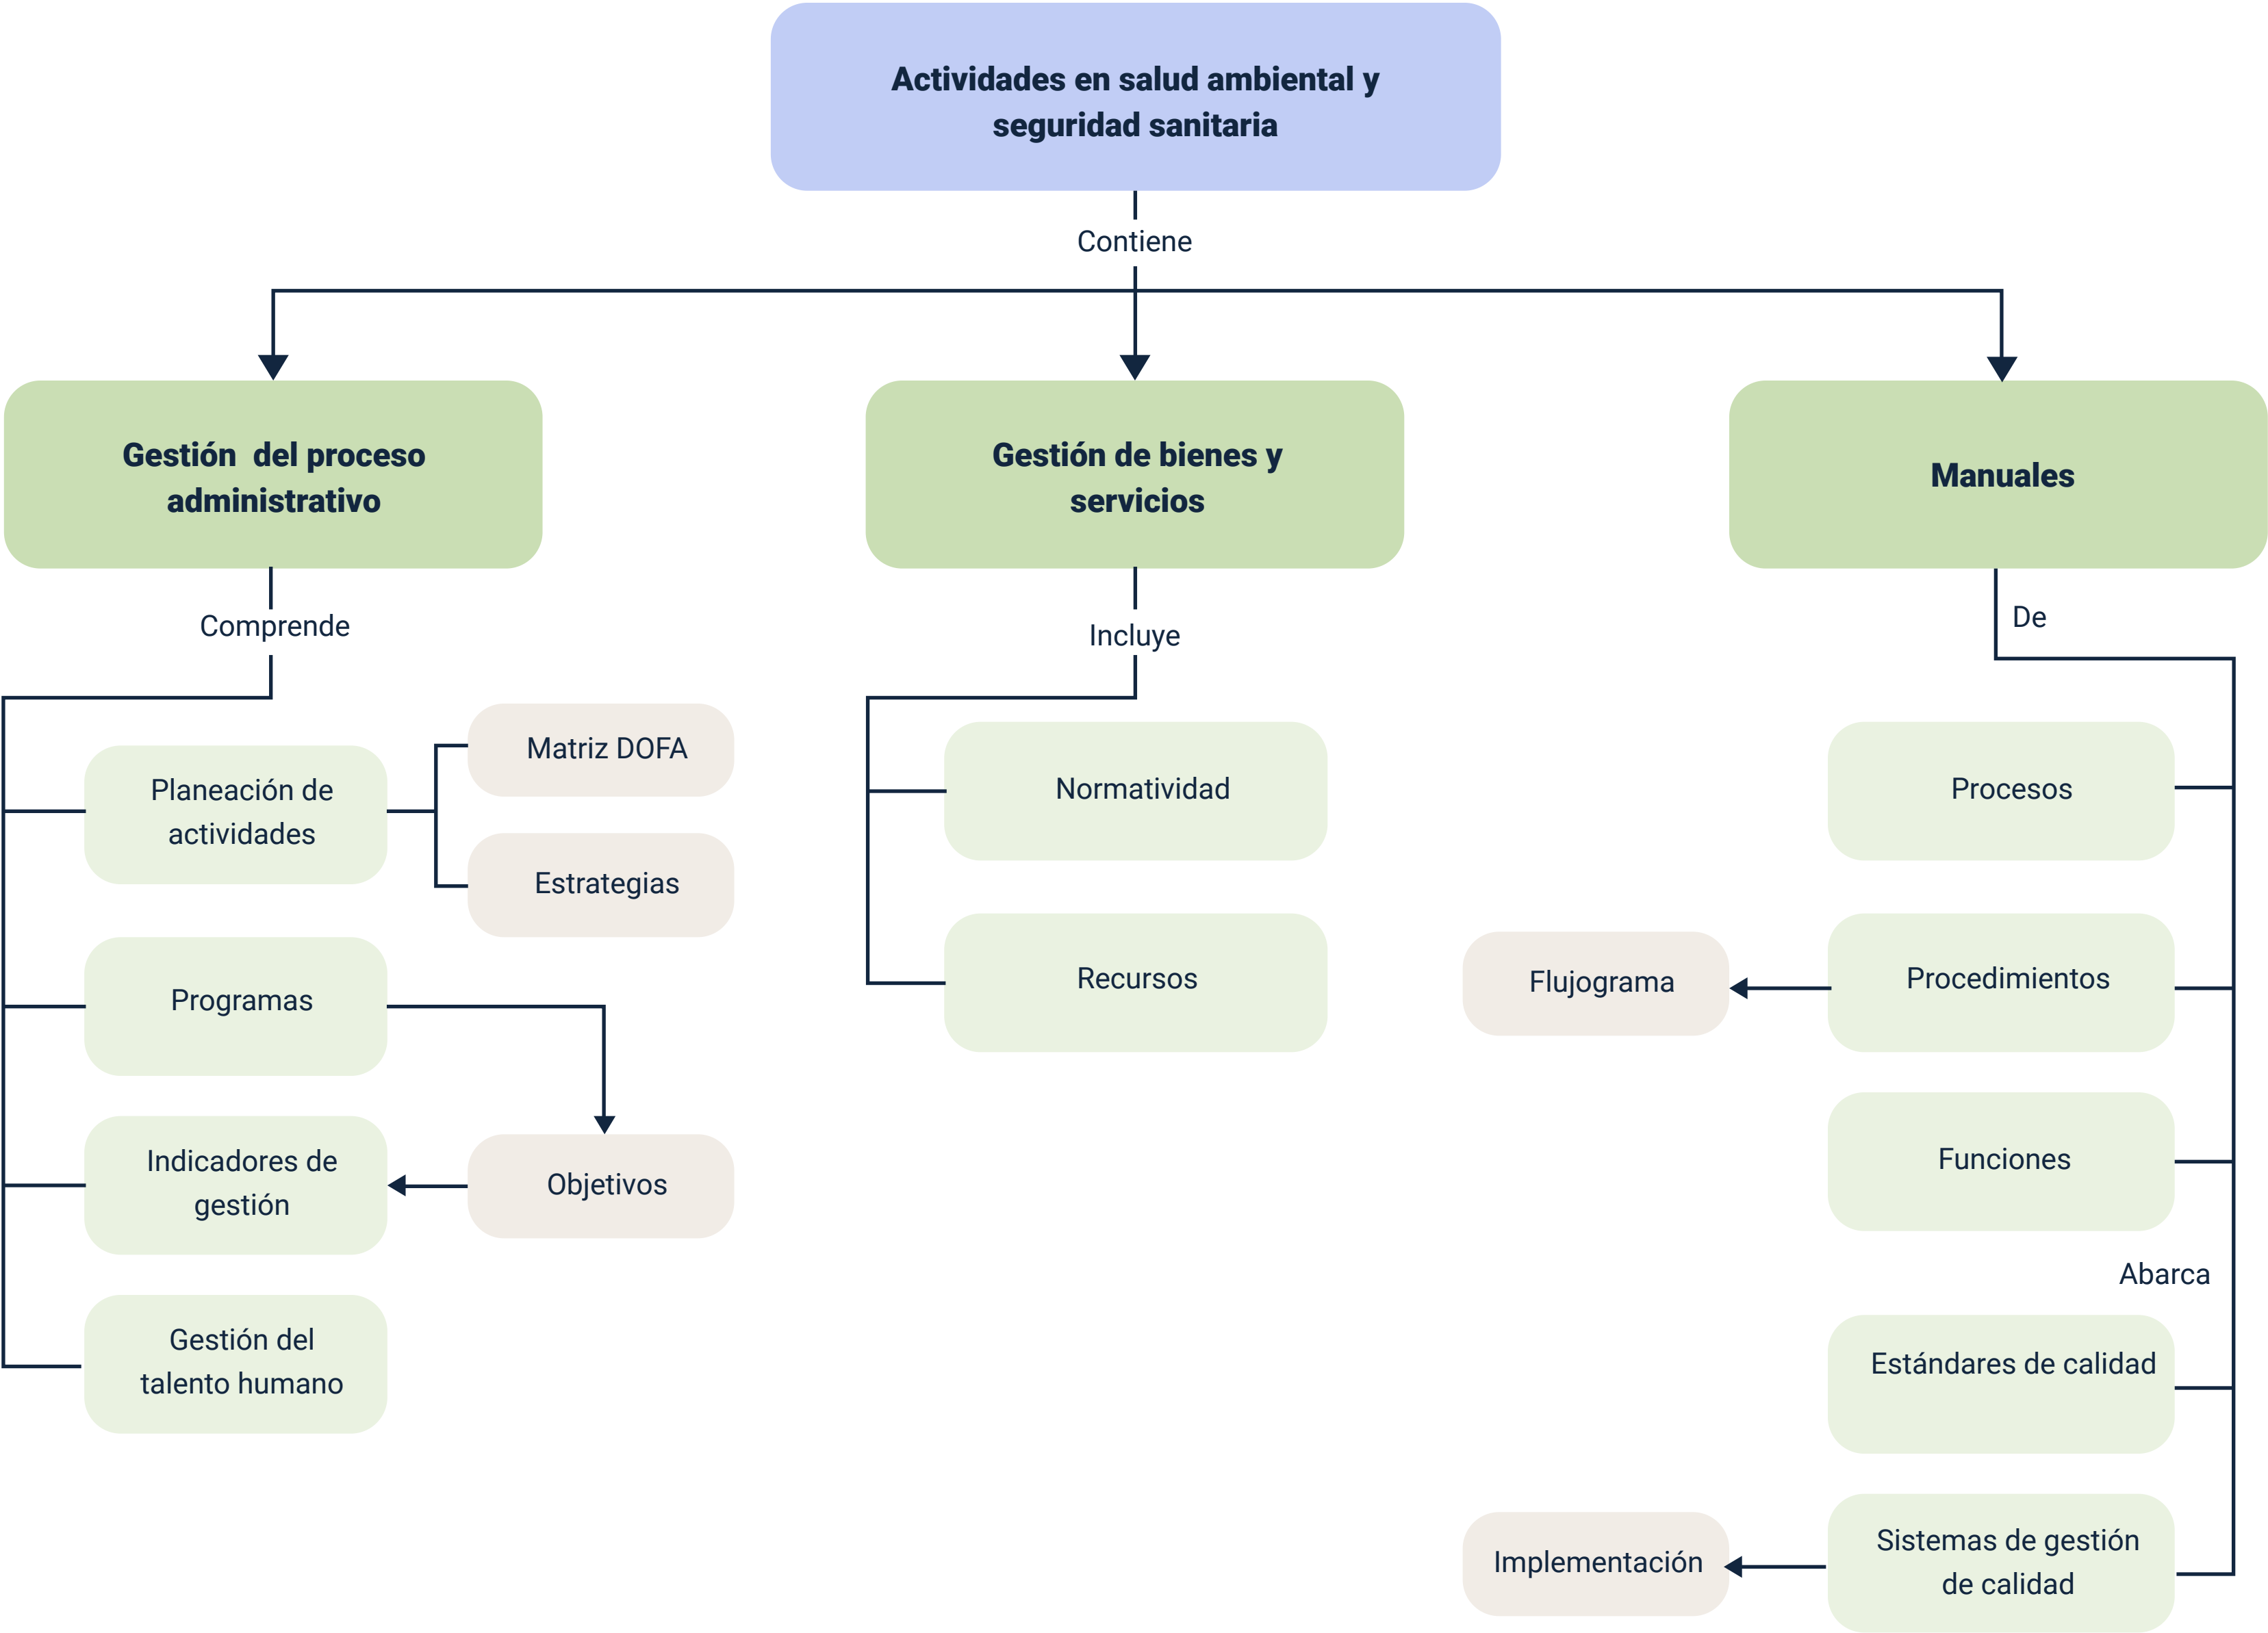 Actividades en salud ambiental y
seguridad sanitaria
Contiene
Gestión  del proceso
administrativo
Comprende
Planeación de
actividades
Matriz DOFA
Estrategias
Programas
Indicadores de
gestión
Objetivos
Gestión del
talento humano
Gestión de bienes y
servicios
Incluye
Normatividad
Recursos
Manuales
De
Procesos
Procedimientos
Flujograma
Funciones
Abarca
Estándares de calidad
Sistemas de gestión
de calidad
Implementación